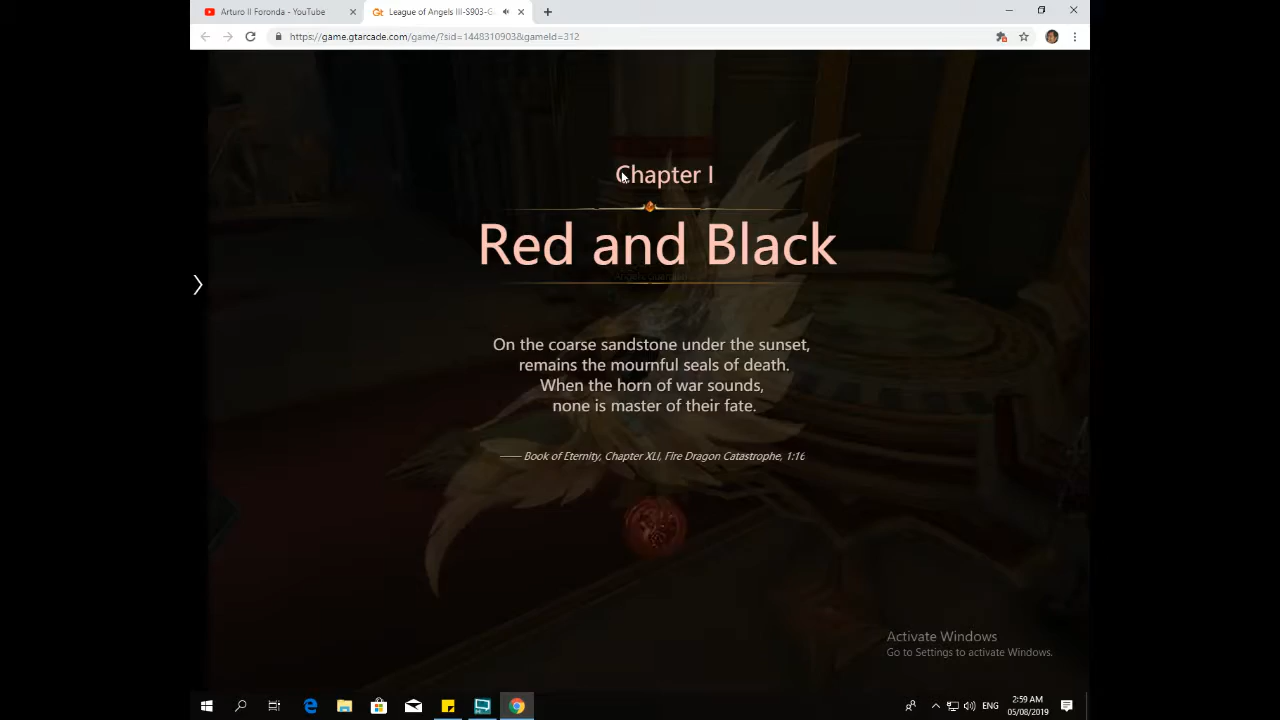 Arturo II Foronda - YouTube
League of Angels III-S903-G
https://game.gtarcade.com/game/?sid=1448310903&gameId=312
Chapter I
Red and Black
On the coarse sandstone under the sunset,
remains the mournful seals of death.
When the horn of war sounds,
none is master of their fate.
—— Book of Eternity, Chapter XLI, Fire Dragon Catastrophe, 1:16
Activate Windows
Go to Settings to activate Windows.
ENG
2:59 AM
05/08/2019